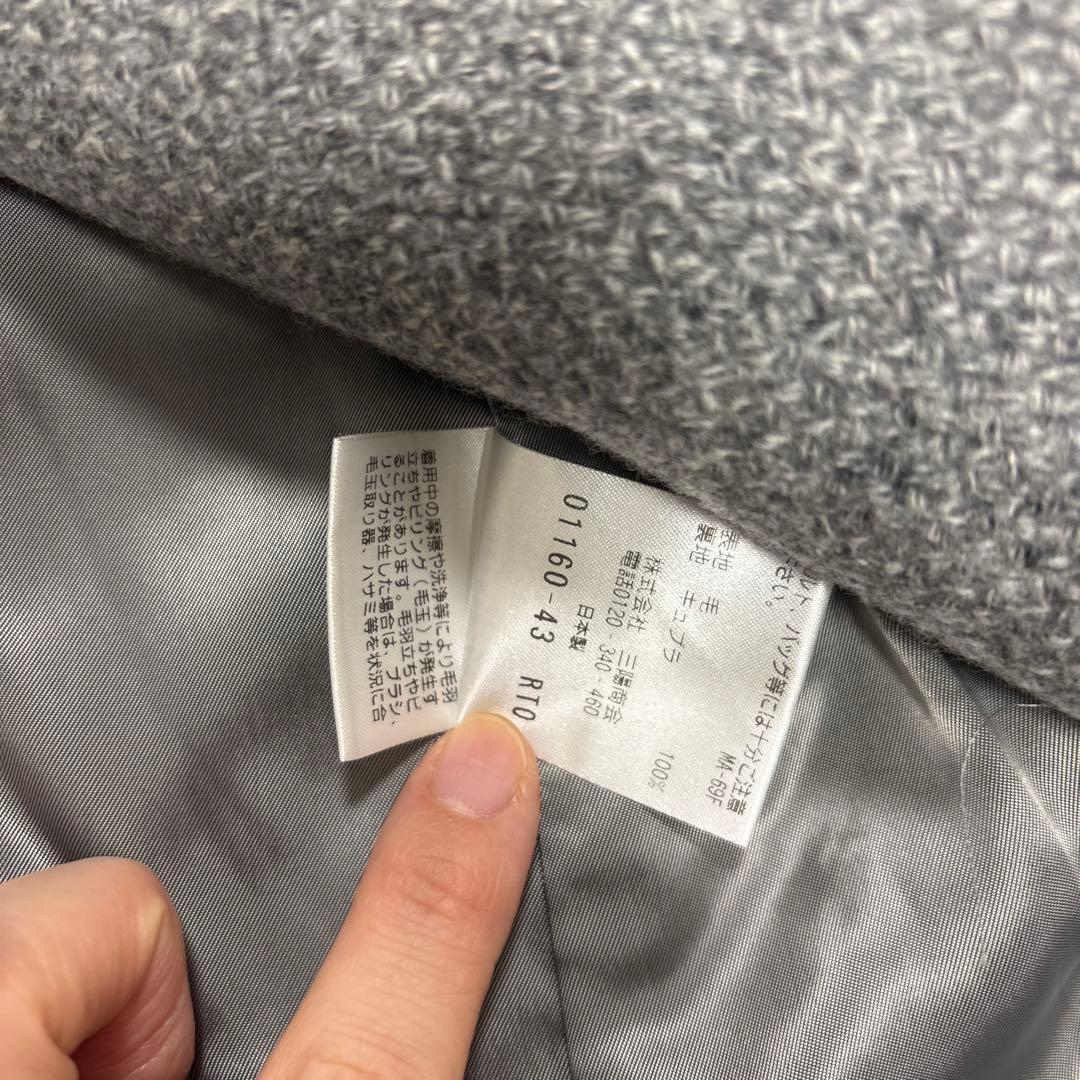 ルト、バッグ等には十分ご注意
さい。 MA-69F
表地 毛 100%
裏地 キュプラ
株式会社 三陽商会
電話0120-340-460
日本製
01160-43 RT0
着用中の摩擦や洗浄等により毛羽
立ちやピリング(毛玉)が発生す
ることがあります。毛羽立ちやピ
リングが発生した場合は、ブラシ、
毛玉取り器、ハサミ等を状況に合